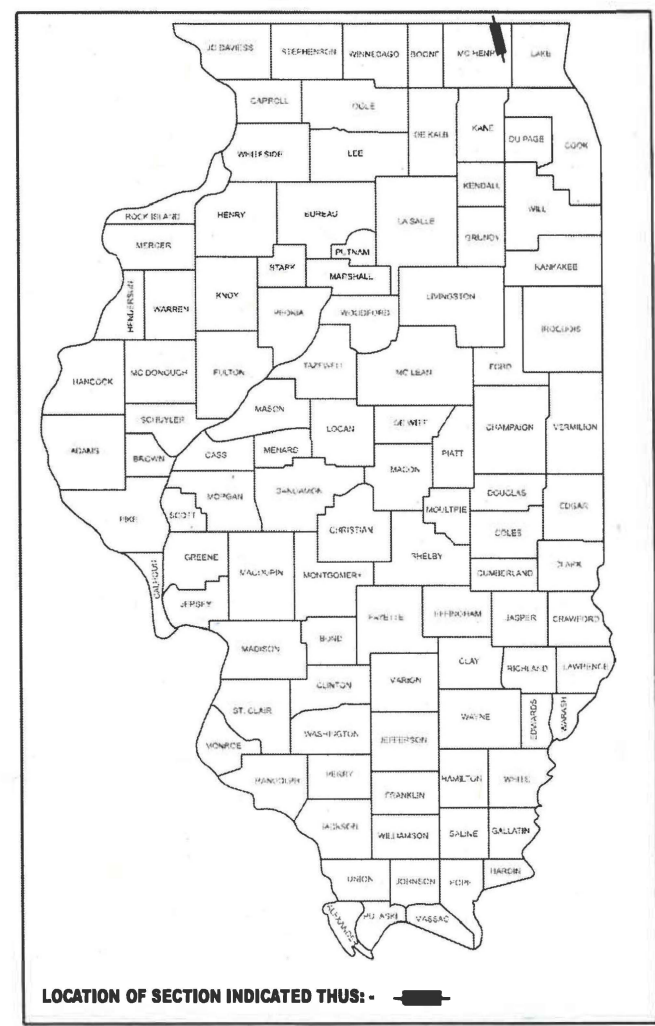 JO DAVIESS STEPHENSON WINNEBAGO BOONE MC HENRY LAKE
CARROLL OGLE
DE KALB KANE DU PAGE COOK
WHITESIDE LEE
KENDALL
ROCK ISLAND HENRY BUREAU LA SALLE WILL
MERCER GRUNDY
PUTNAM
STARK KANKAKEE
MARSHALL
HENDERSON WARREN KNOX PEORIA WOODFORD LIVINGSTON IROQUOIS
HANCOCK MC DONOUGH FULTON TAZEWELL MC LEAN FORD
MASON
SCHUYLER LOGAN DE WITT CHAMPAIGN VERMILION
ADAMS BROWN CASS MENARD PIATT
MACON
MORGAN SANGAMON DOUGLAS
PIKE SCOTT MOULTRIE EDGAR
CHRISTIAN COLES
GREENE SHELBY CLARK
CALHOUN MACOUPIN MONTGOMERY CUMBERLAND
JERSEY
FAYETTE EFFINGHAM JASPER CRAWFORD
MADISON BOND
CLAY RICHLAND LAWRENCE
CLINTON MARION
ST. CLAIR WAYNE EDWARDS WABASH
MONROE WASHINGTON JEFFERSON
RANDOLPH PERRY HAMILTON WHITE
FRANKLIN
JACKSON WILLIAMSON SALINE GALLATIN
UNION JOHNSON POPE HARDIN
ALEXANDER PULASKI MASSAC
LOCATION OF SECTION INDICATED THUS: -